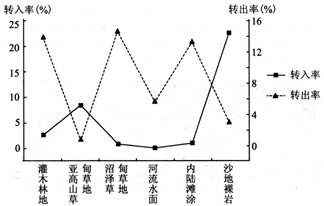 转入率(%)
转出率(%)
25
20
15
10
5
0
16
12
8
4
0
转入率
转出率
灌木林地
亚高山草甸草地
沼泽草甸草地
河流水面
内陆滩涂
沙地裸岩